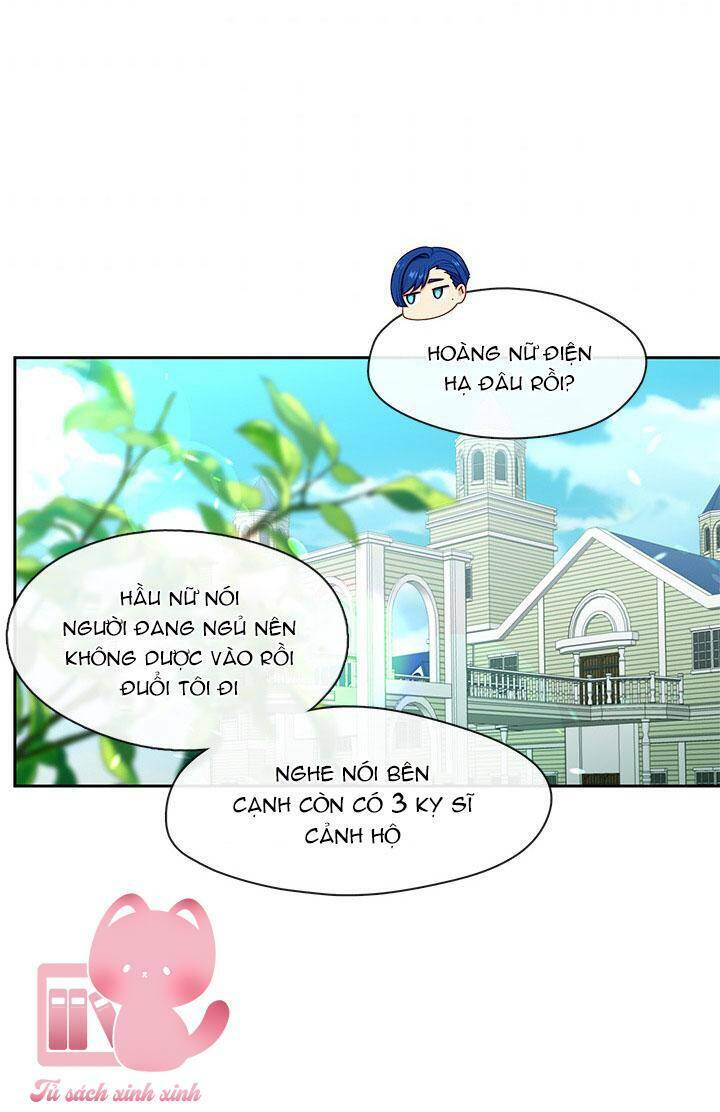 HOÀNG NỮ ĐIỆN
HẠ ĐÂU RỒI?
HẦU NỮ NÓI
NGƯỜI ĐANG NGỦ NÊN
KHÔNG DƯỢC VÀO RỒI
ĐUỔI TÔI ĐI
NGHE NÓI BÊN
CẠNH CÒN CÓ 3 KỴ SĨ
CẢNH HỘ
Tủ sách xinh xinh